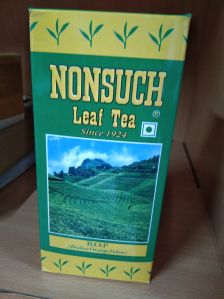 NONSUCH
®
Leaf Tea
Since 1924
B.O.P
(Broken Orange Pekoe)